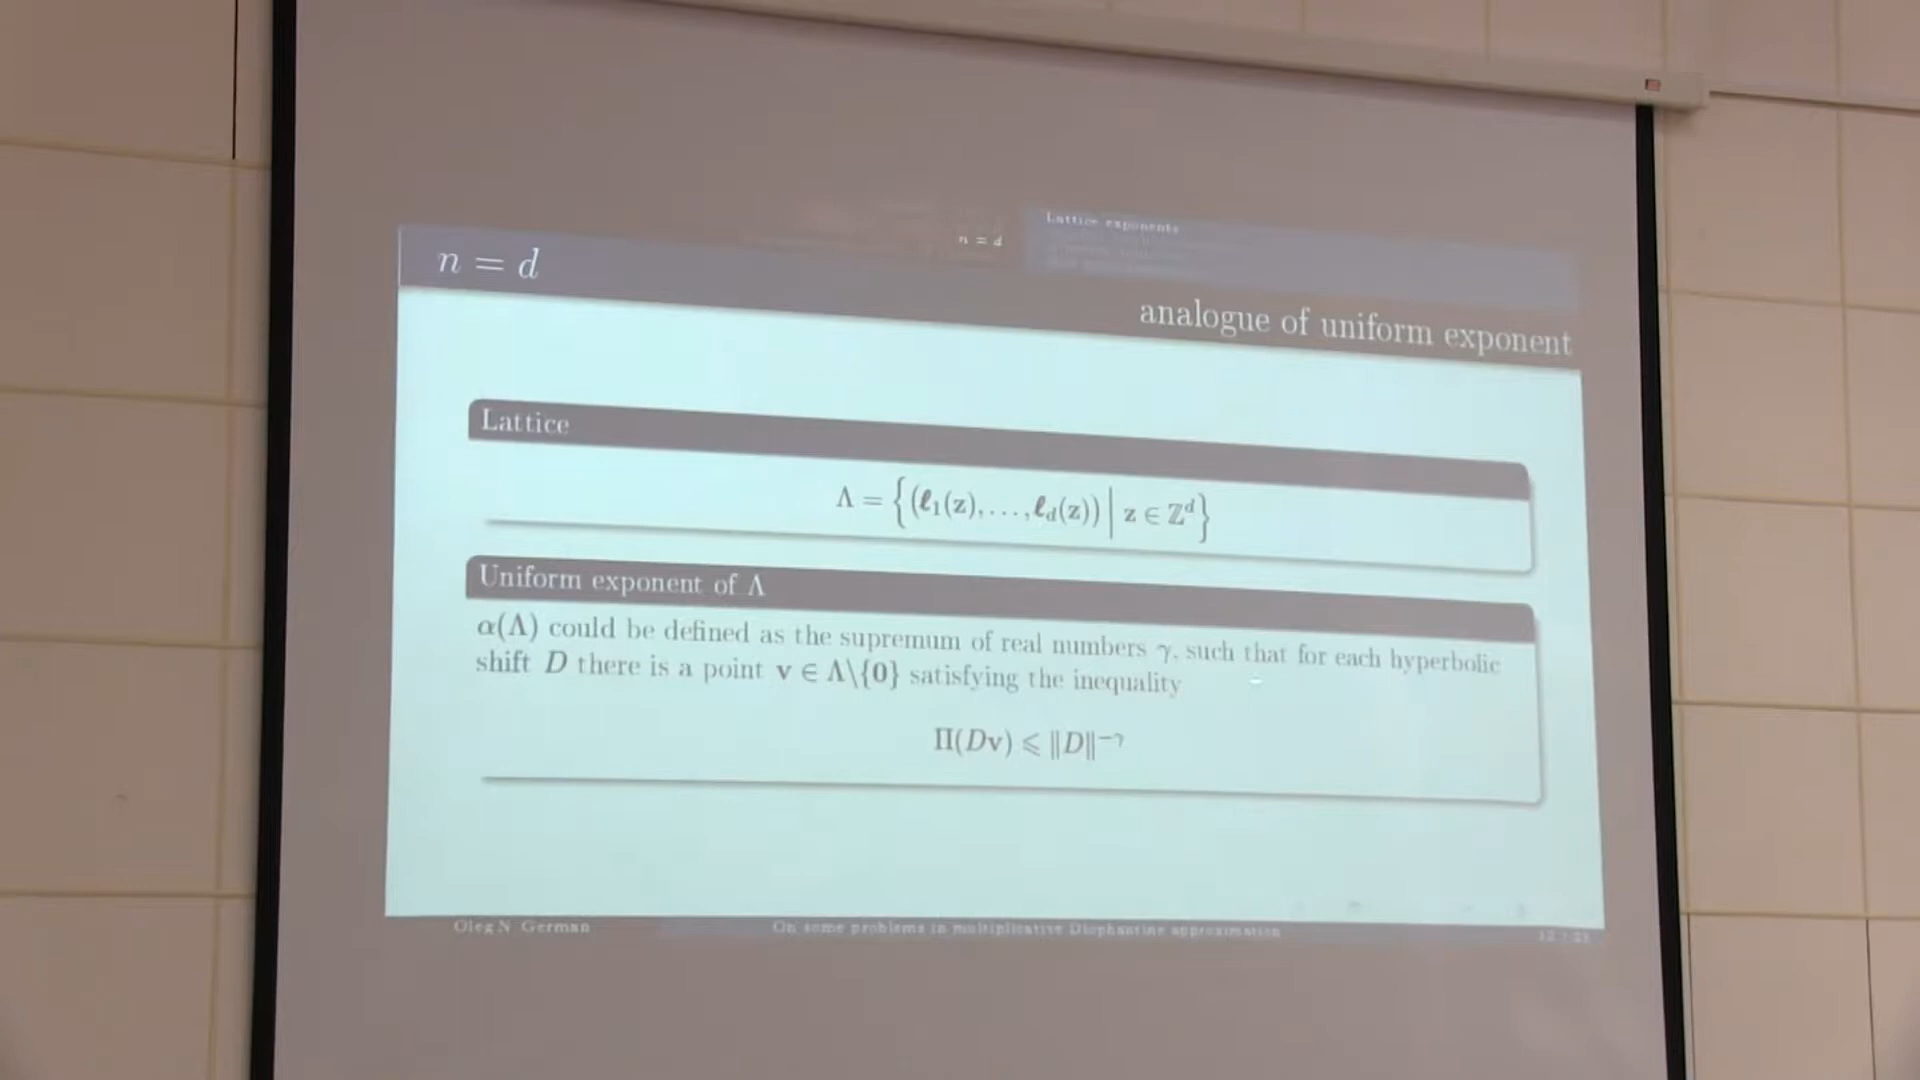 Lattice exponents
n = d
n = d
analogue of uniform exponent
Lattice
Λ = {(ℓ₁(z), …, ℓ_d(z)) | z ∈ ℤ^d}
Uniform exponent of Λ
α(Λ) could be defined as the supremum of real numbers γ, such that for each hyperbolic
shift D there is a point v ∈ Λ\{0} satisfying the inequality
Π(Dv) ⩽ ‖D‖^−γ
Oleg N. German
On some problems in multiplicative Diophantine approximation